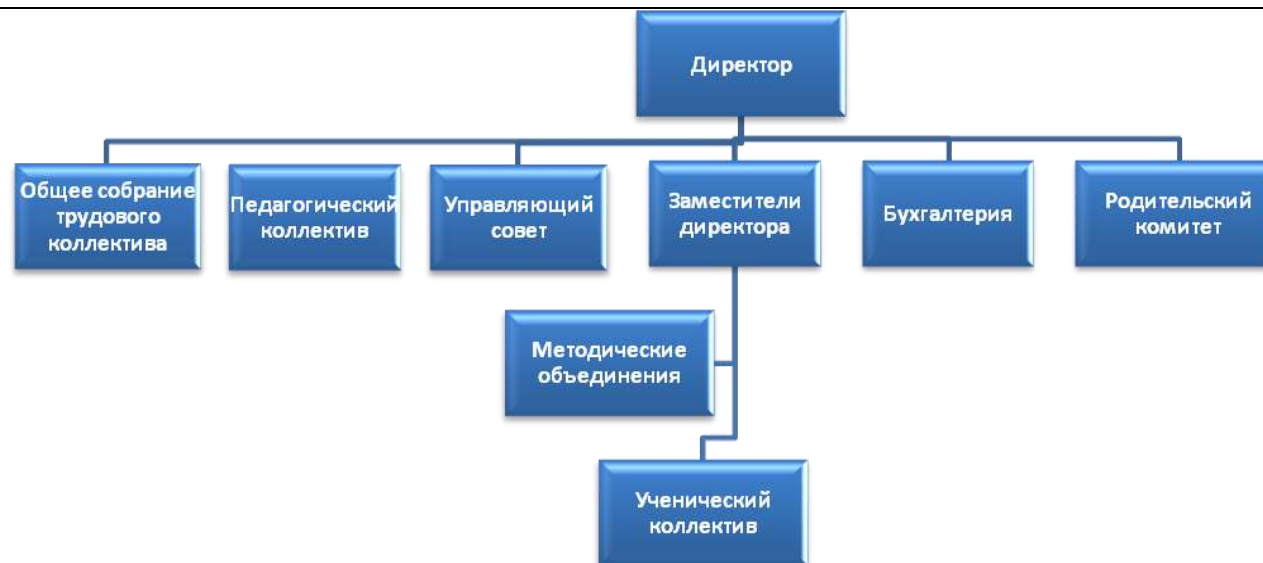 Директор
Общее собрание
трудового
коллектива
Педагогический
коллектив
Управляющий
совет
Заместители
директора
Бухгалтерия
Родительский
комитет
Методические
объединения
Ученический
коллектив